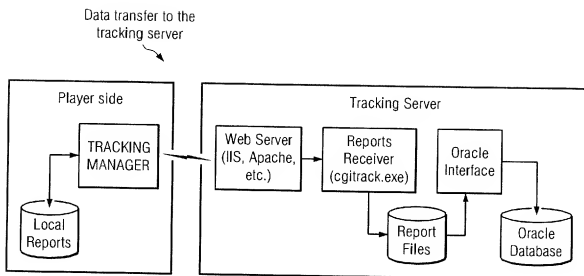 Data transfer to the
tracking server
Player side
TRACKING
MANAGER
Local
Reports
Tracking Server
Web Server
(IIS, Apache,
etc.)
Reports
Receiver
(cgitrack.exe)
Report
Files
Oracle
Interface
Oracle
Database